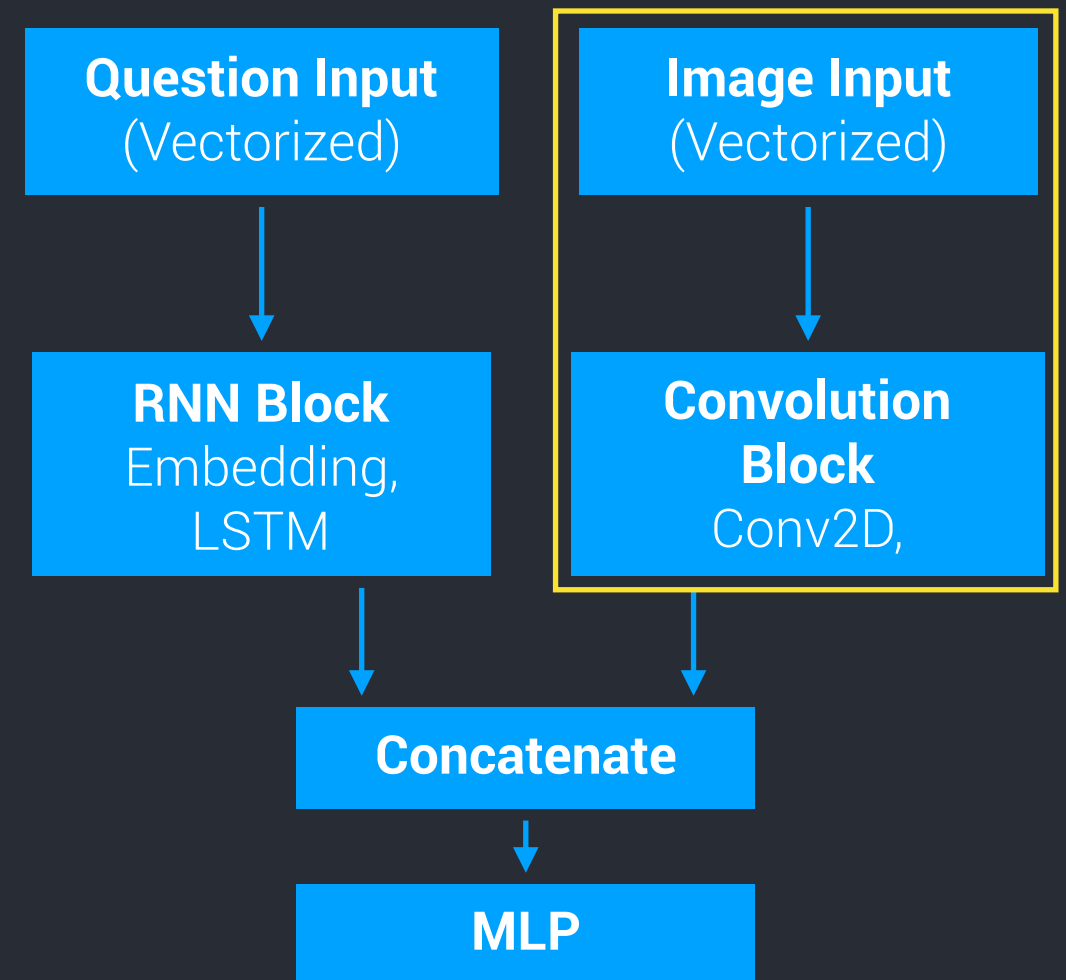 Question Input
(Vectorized)
Image Input
(Vectorized)
RNN Block
Embedding,
LSTM
Convolution
Block
Conv2D,
Concatenate
MLP